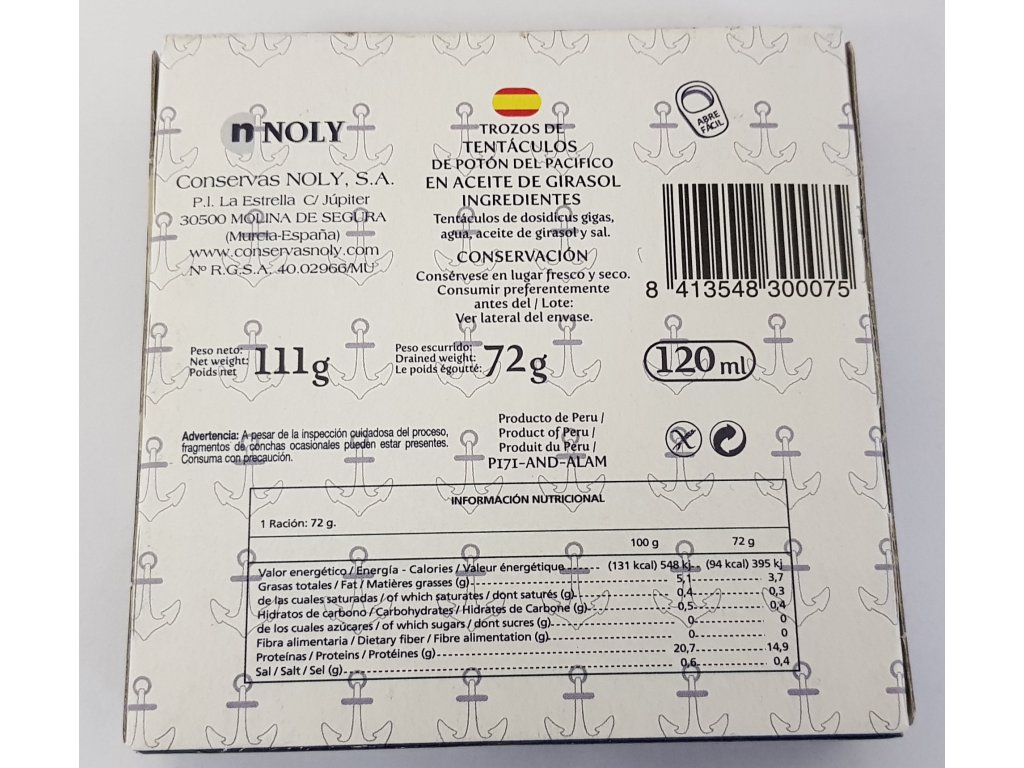 n NOLY
Conservas NOLY, S.A.
P.I. La Estrella C/ Júpiter
30500 MOLINA DE SEGURA
(Murcia-España)
www.conservasnoly.com
Nº R.G.S.A. 40.02966/MU
TROZOS DE
TENTÁCULOS
DE POTÓN DEL PACIFICO
EN ACEITE DE GIRASOL
INGREDIENTES
Tentáculos de dosidicus gigas,
agua, aceite de girasol y sal.
CONSERVACIÓN
Consérvese en lugar fresco y seco.
Consumir preferentemente
antes del / Lote:
Ver lateral del envase.
ABRE
FÁCIL
8 413548 300075
Peso neto:
Net weight:
Poids net
111g
Peso escurrido:
Drained weight:
Le poids égoutté:
72g
120 ml
Advertencia: A pesar de la inspección cuidadosa del proceso,
fragmentos de conchas ocasionales pueden estar presentes.
Consuma con precaución.
Producto de Peru /
Product of Peru /
Produit du Peru /
P171-AND-ALAM
INFORMACIÓN NUTRICIONAL
1 Ración: 72 g.
100 g 72 g
Valor energético / Energía - Calories / Valeur énergétique (131 kcal) 548 kj (94 kcal) 395 kj
Grasas totales / Fat / Matières grasses (g) 5,1 3,7
de las cuales saturadas / of which saturates / dont saturés (g) 0,4 0,3
Hidratos de carbono / Carbohydrates / Hidrates de Carbone (g) 0,5 0,4
de los cuales azúcares / of which sugars / dont sucres (g) 0 0
Fibra alimentaria / Dietary fiber / Fibre alimentation (g) 0 0
Proteínas / Proteins / Protéines (g) 20,7 14,9
Sal / Salt / Sel (g) 0,6 0,4